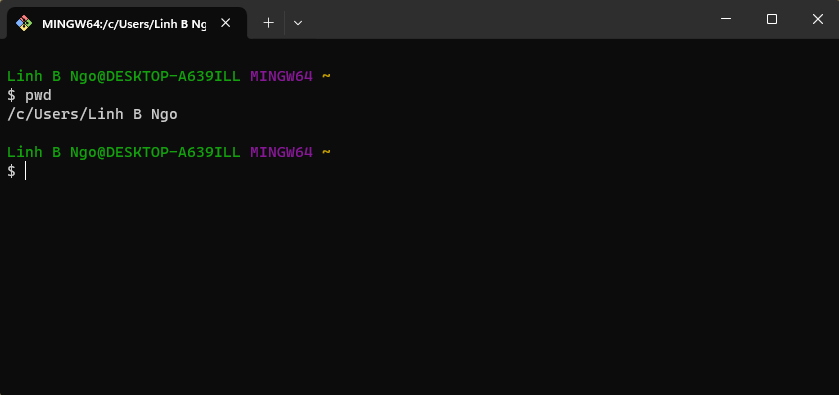 MINGW64:/c/Users/Linh B Ng
Linh B Ngo@DESKTOP-A639ILL MINGW64 ~
$ pwd
/c/Users/Linh B Ngo
Linh B Ngo@DESKTOP-A639ILL MINGW64 ~
$